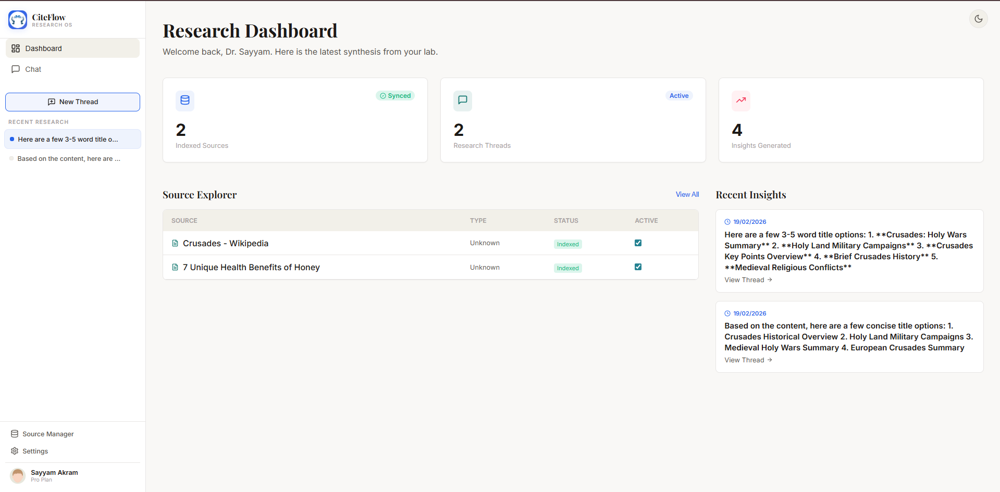 CiteFlow
RESEARCH OS
Dashboard
Chat
New Thread
RECENT RESEARCH
Here are a few 3-5 word title o...
Based on the content, here are ...
Source Manager
Settings
Sayyam Akram
Pro Plan
Research Dashboard
Welcome back, Dr. Sayyam. Here is the latest synthesis from your lab.
Synced
2
Indexed Sources
Active
2
Research Threads
4
Insights Generated
Source Explorer
View All
SOURCE TYPE STATUS ACTIVE
Crusades - Wikipedia Unknown Indexed
7 Unique Health Benefits of Honey Unknown Indexed
Recent Insights
19/02/2026
Here are a few 3-5 word title options: 1. **Crusades: Holy Wars
Summary** 2. **Holy Land Military Campaigns** 3. **Crusades
Key Points Overview** 4. **Brief Crusades History** 5.
**Medieval Religious Conflicts**
View Thread →
19/02/2026
Based on the content, here are a few concise title options: 1.
Crusades Historical Overview 2. Holy Land Military Campaigns 3.
Medieval Holy Wars Summary 4. European Crusades Summary
View Thread →